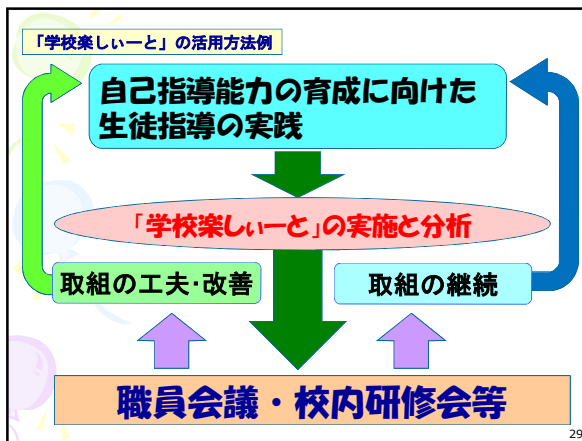 「学校楽しぃーと」の活用方法例
自己指導能力の育成に向けた
生徒指導の実践
「学校楽しぃーと」の実施と分析
取組の工夫・改善
取組の継続
職員会議・校内研修会等
29